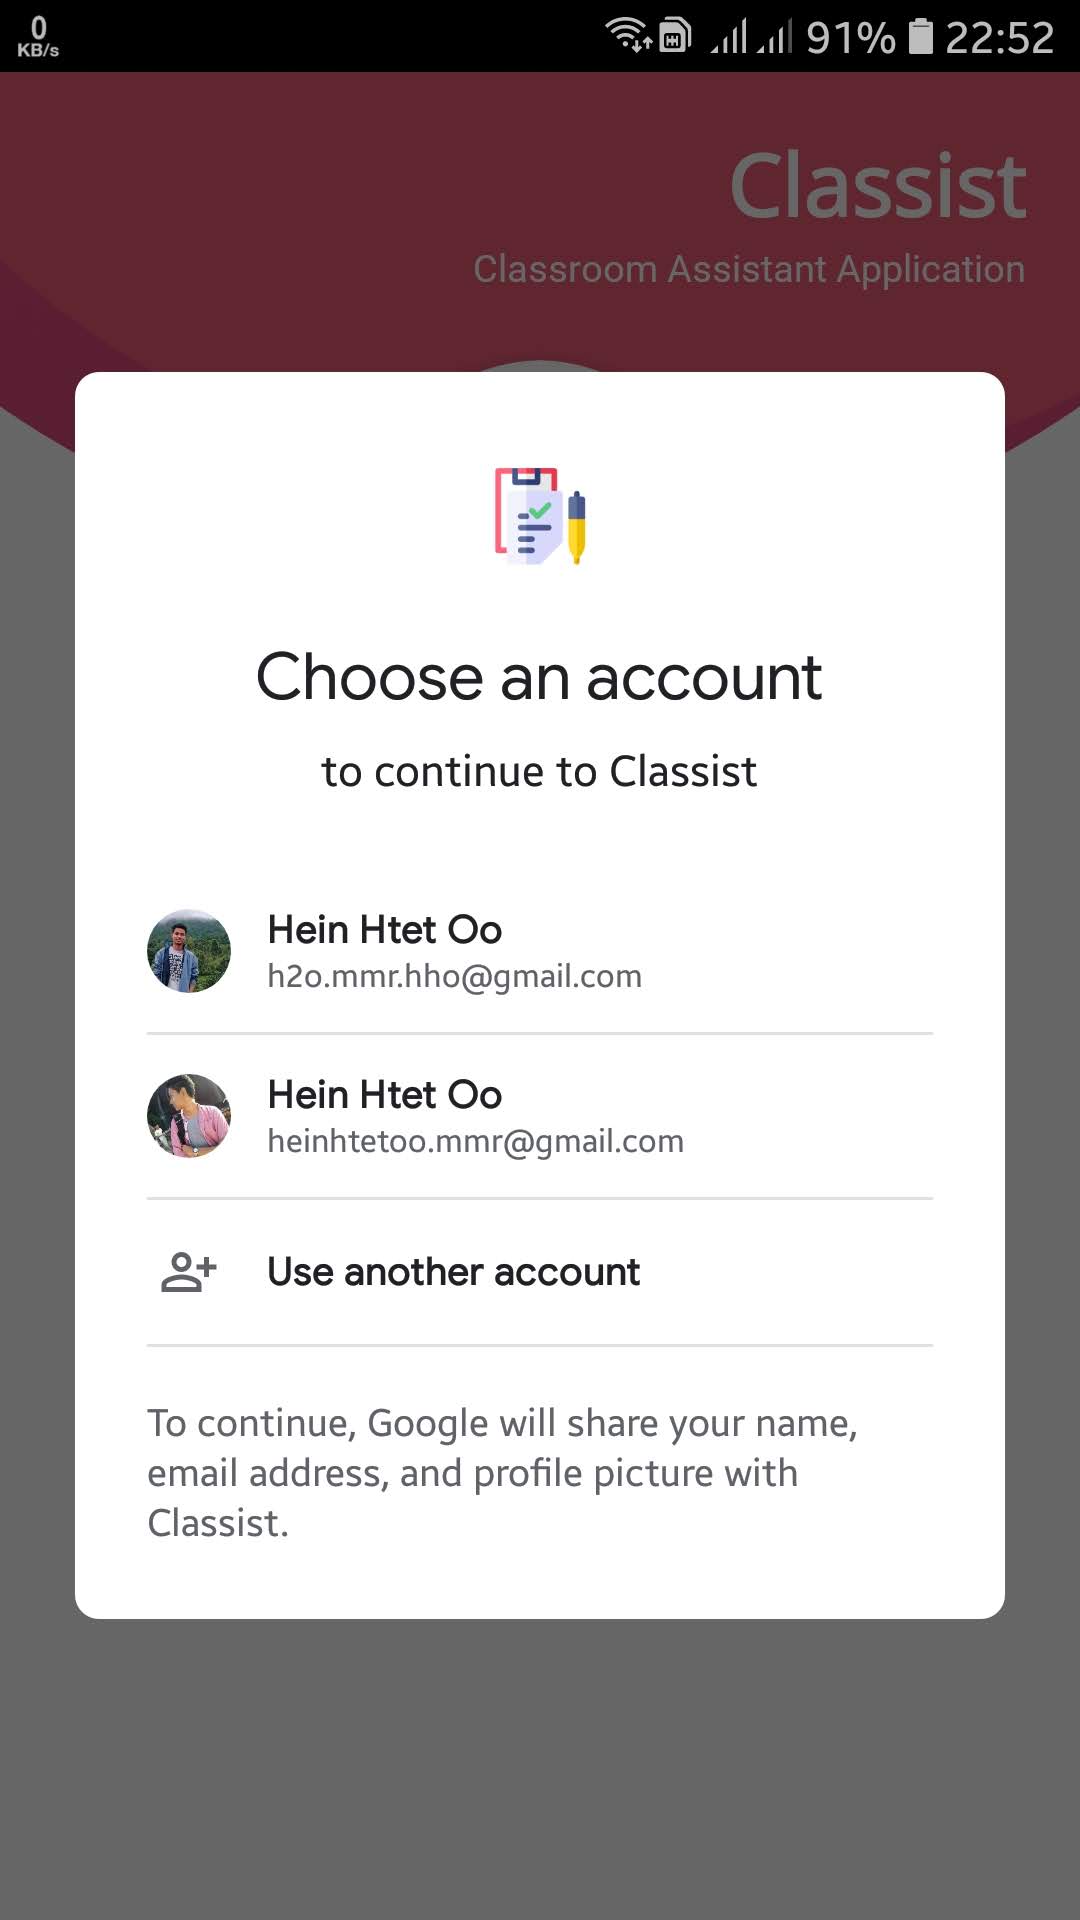 0
KB/s
91%
22:52
Classist
Classroom Assistant Application
Choose an account
to continue to Classist
Hein Htet Oo
h2o.mmr.hho@gmail.com
Hein Htet Oo
heinhtetoo.mmr@gmail.com
Use another account
To continue, Google will share your name,
email address, and profile picture with
Classist.